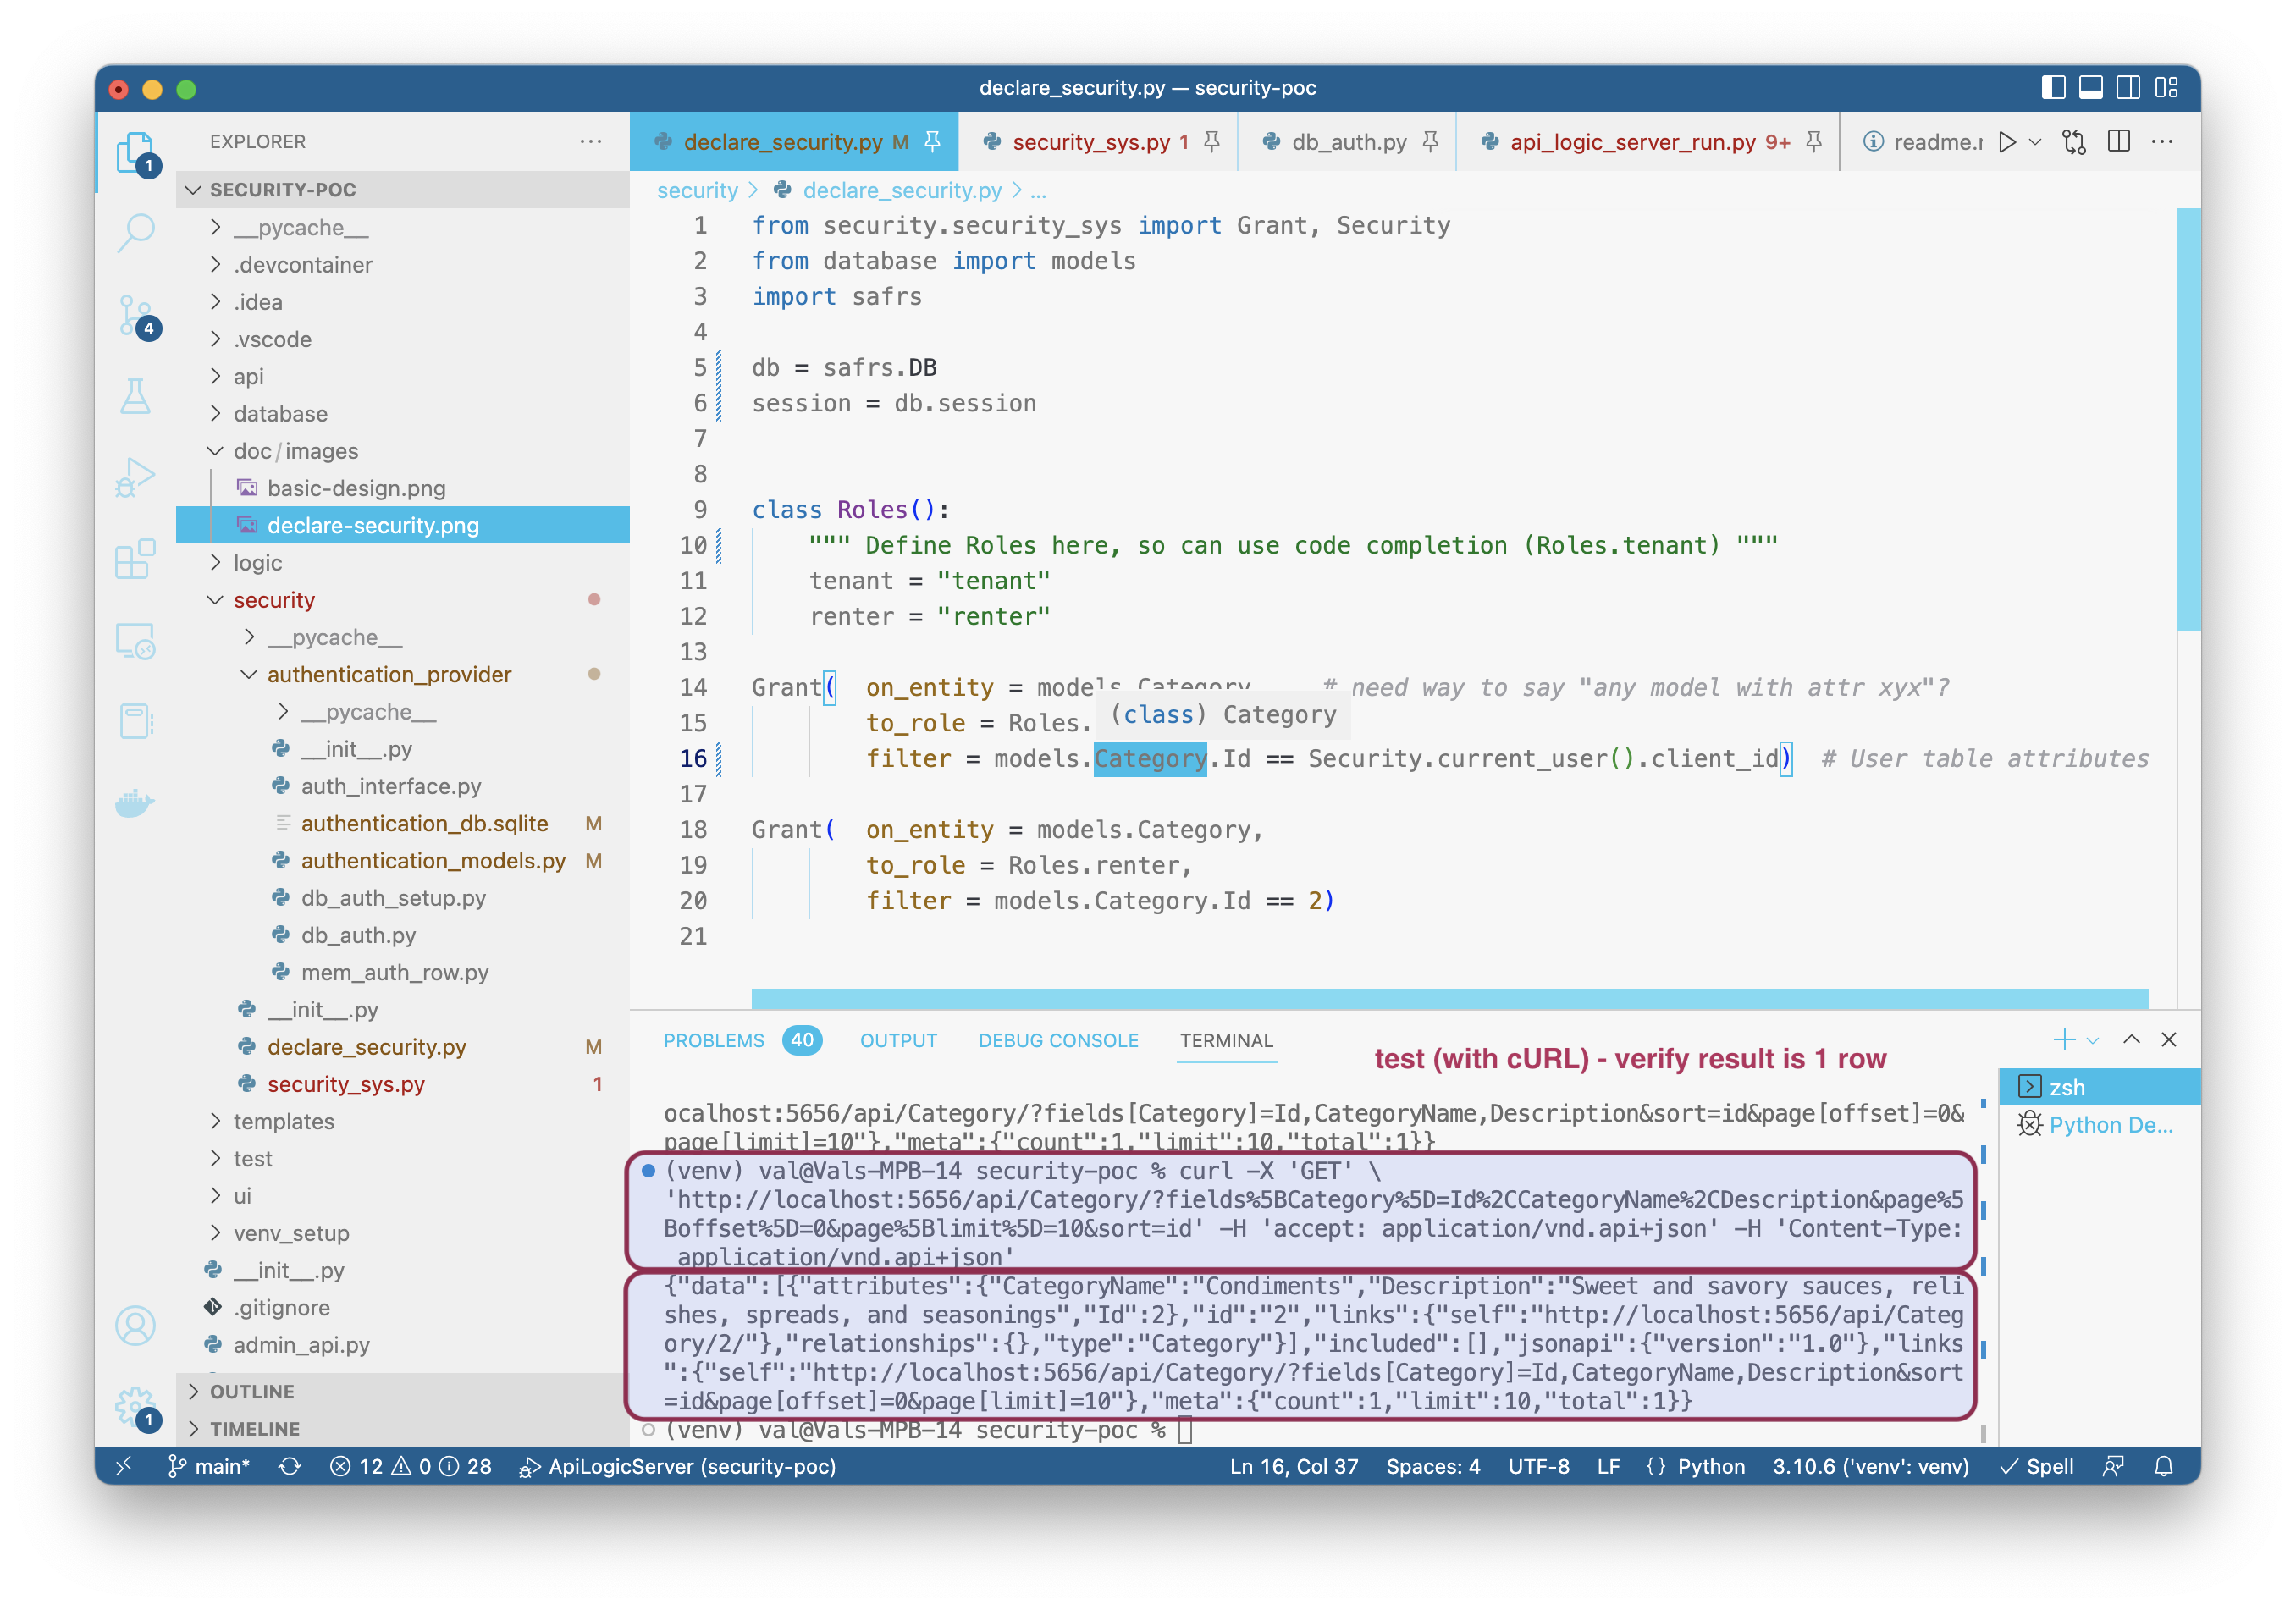 declare_security.py — security-poc
EXPLORER
declare_security.py M
security_sys.py 1
db_auth.py
api_logic_server_run.py 9+
readme.r
1
4
1
SECURITY-POC
__pycache__
.devcontainer
.idea
.vscode
api
database
doc/images
basic-design.png
declare-security.png
logic
security
__pycache__
authentication_provider
__pycache__
__init__.py
auth_interface.py
authentication_db.sqlite M
authentication_models.py M
db_auth_setup.py
db_auth.py
mem_auth_row.py
__init__.py
declare_security.py M
security_sys.py 1
templates
test
ui
venv_setup
__init__.py
.gitignore
admin_api.py
OUTLINE
TIMELINE
security > declare_security.py > ...
1 from security.security_sys import Grant, Security
2 from database import models
3 import safrs
4
5 db = safrs.DB
6 session = db.session
7
8
9 class Roles():
10 """ Define Roles here, so can use code completion (Roles.tenant) """
11 tenant = "tenant"
12 renter = "renter"
13
14 Grant( on_entity = models.Category # need way to say "any model with attr xyx"?
(class) Category
15 to_role = Roles.
16 filter = models.Category.Id == Security.current_user().client_id) # User table attributes
17
18 Grant( on_entity = models.Category,
19 to_role = Roles.renter,
20 filter = models.Category.Id == 2)
21
PROBLEMS 40 OUTPUT DEBUG CONSOLE TERMINAL
test (with cURL) - verify result is 1 row
zsh
Python De...
ocalhost:5656/api/Category/?fields[Category]=Id,CategoryName,Description&sort=id&page[offset]=0&
page[limit]=10"},"meta":{"count":1,"limit":10,"total":1}}
(venv) val@Vals-MPB-14 security-poc % curl -X 'GET' \
'http://localhost:5656/api/Category/?fields%5BCategory%5D=Id%2CCategoryName%2CDescription&page%5
Boffset%5D=0&page%5Blimit%5D=10&sort=id' -H 'accept: application/vnd.api+json' -H 'Content-Type:
application/vnd.api+json'
{"data":[{"attributes":{"CategoryName":"Condiments","Description":"Sweet and savory sauces, reli
shes, spreads, and seasonings","Id":2},"id":"2","links":{"self":"http://localhost:5656/api/Categ
ory/2/"},"relationships":{},"type":"Category"}],"included":[],"jsonapi":{"version":"1.0"},"links
":{"self":"http://localhost:5656/api/Category/?fields[Category]=Id,CategoryName,Description&sort
=id&page[offset]=0&page[limit]=10"},"meta":{"count":1,"limit":10,"total":1}}
(venv) val@Vals-MPB-14 security-poc %
main* 12 0 28 ApiLogicServer (security-poc) Ln 16, Col 37 Spaces: 4 UTF-8 LF {} Python 3.10.6 ('venv': venv) Spell